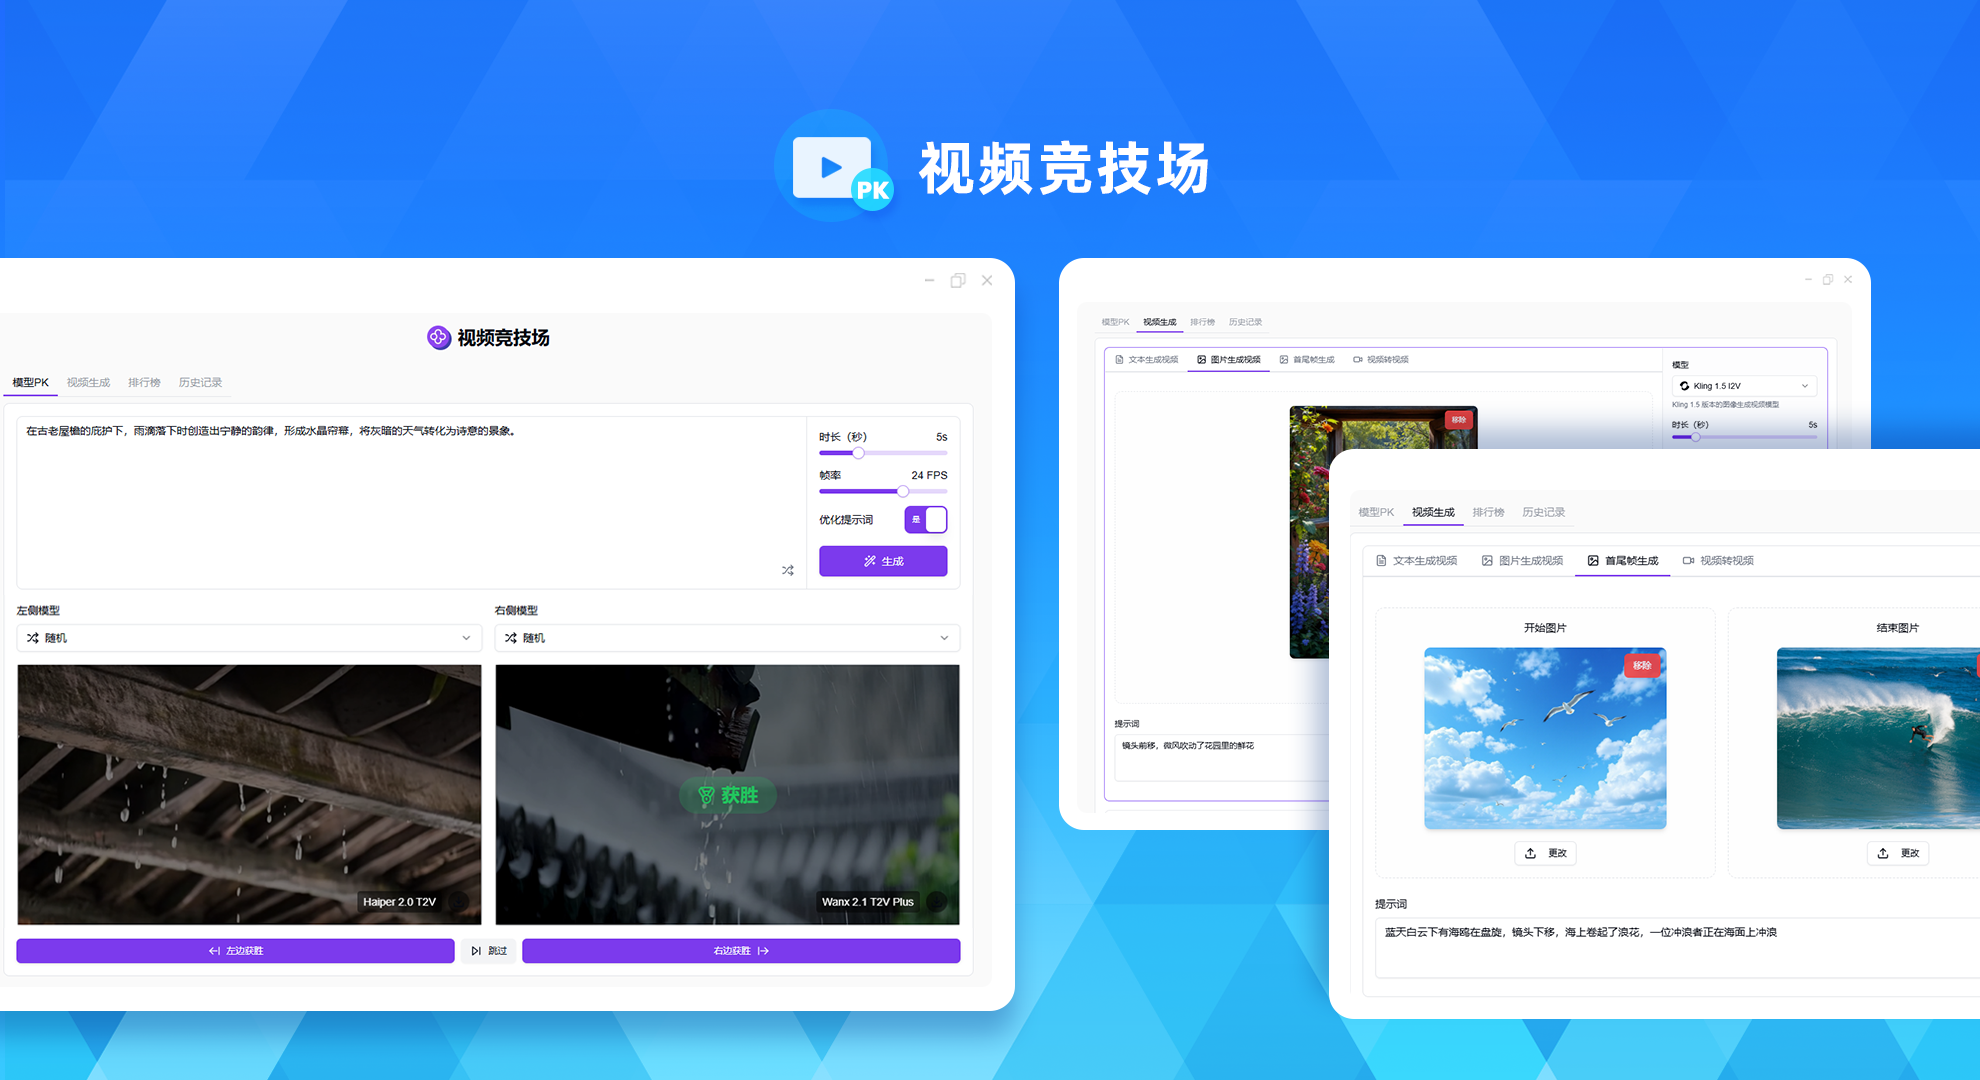 PK
视频竞技场
视频竞技场
模型PK 视频生成 排行榜 历史记录
在古老屋檐的庇护下，雨滴落下时创造出宁静的韵律，形成水晶帘幕，将灰暗的天气转化为诗意的景象。
时长（秒） 5s
帧率 24 FPS
优化提示词 是
生成
左侧模型 右侧模型
随机 随机
获胜
Haiper 2.0 T2V Wanx 2.1 T2V Plus
左边获胜 跳过 右边获胜
模型PK 视频生成 排行榜 历史记录
文本生成视频 图片生成视频 首尾帧生成 视频转视频
模型
Kling 1.5 I2V
Kling 1.5 版本的图像生成视频模型
时长（秒） 5s
移除
提示词
镜头前移，微风吹动了花园里的鲜花
模型PK 视频生成 排行榜 历史记录
文本生成视频 图片生成视频 首尾帧生成 视频转视频
开始图片 结束图片
移除
更改 更改
提示词
蓝天白云下有海鸥在盘旋，镜头下移，海上卷起了浪花，一位冲浪者正在海面上冲浪